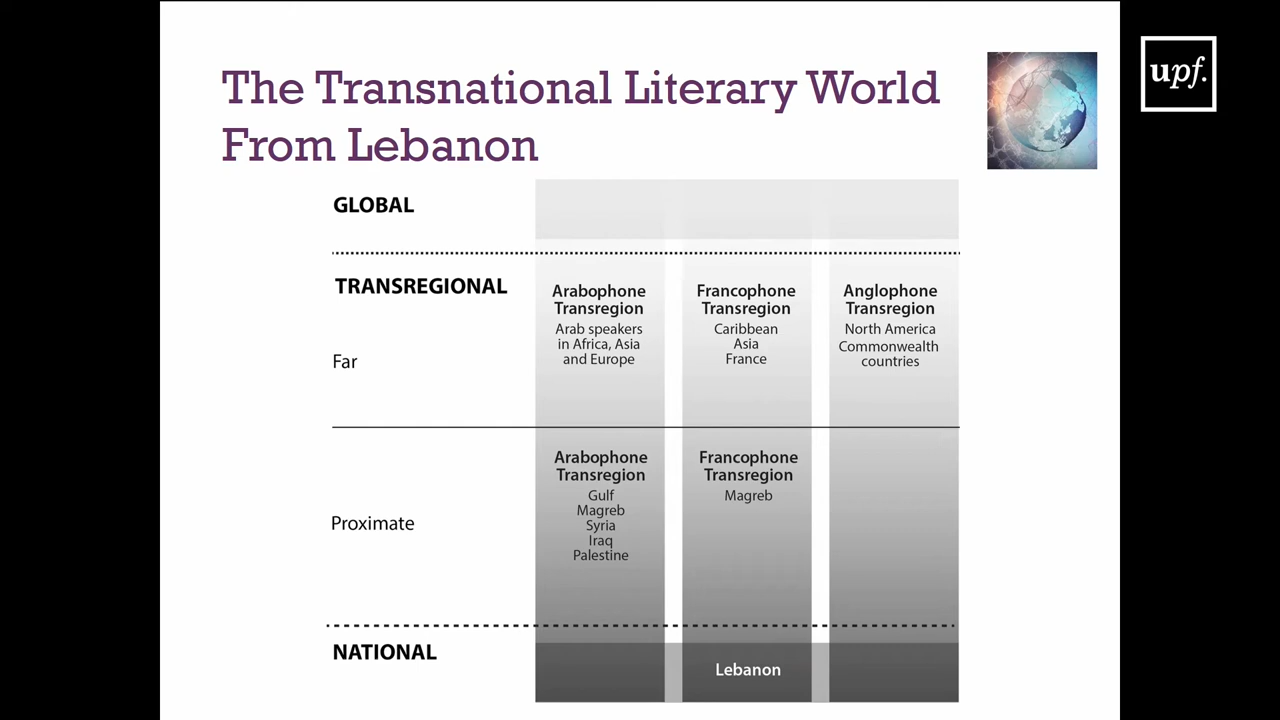 The Transnational Literary World
From Lebanon
upf.
GLOBAL
TRANSREGIONAL
Far
Arabophone
Transregion
Arab speakers
in Africa, Asia
and Europe
Francophone
Transregion
Caribbean
Asia
France
Anglophone
Transregion
North America
Commonwealth
countries
Proximate
Arabophone
Transregion
Gulf
Magreb
Syria
Iraq
Palestine
Francophone
Transregion
Magreb
NATIONAL
Lebanon